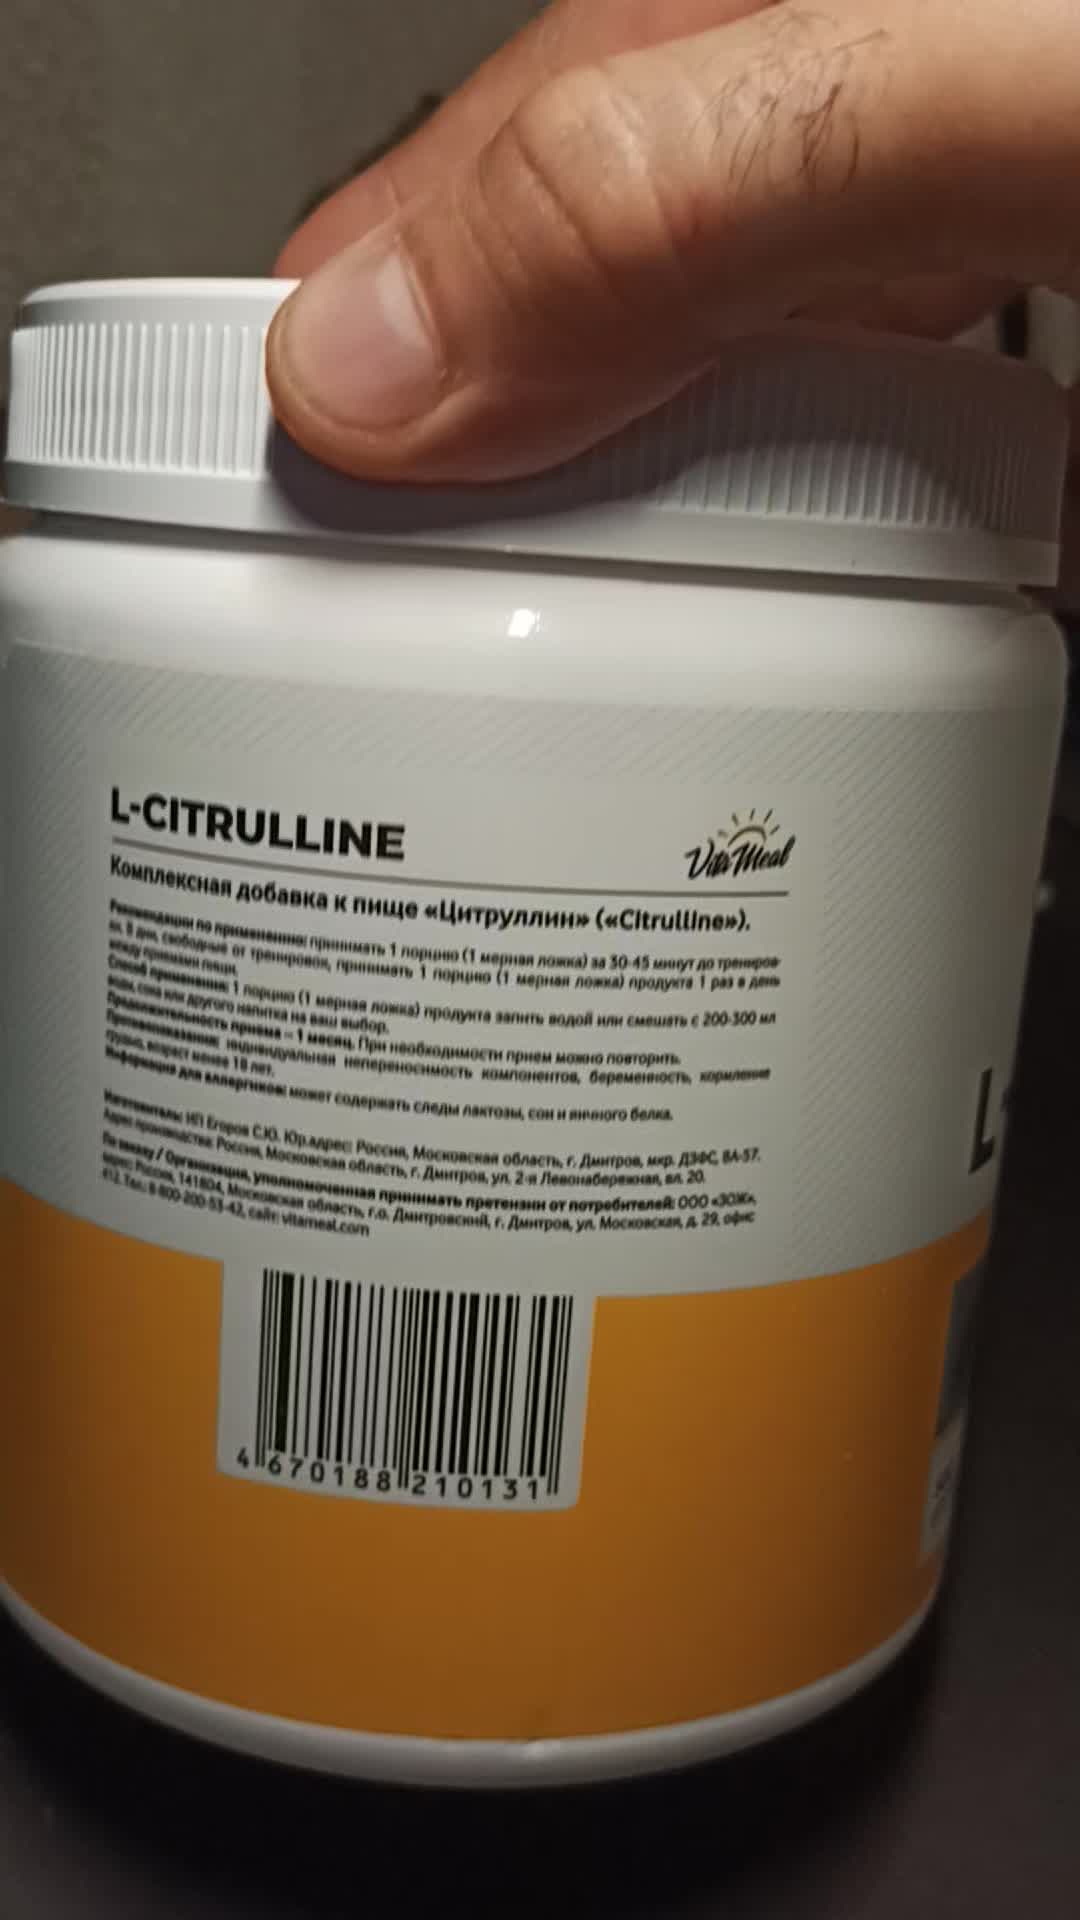 L-CITRULLINE
Vita Meal
Комплексная добавка к пище «Цитруллин» («Citrulline»).
Рекомендации по применению: принимать 1 порцию (1 мерная ложка) за 30-45 минут до трениров-
ки. В дни, свободные от тренировок, принимать 1 порцию (1 мерная ложка) продукта 1 раз в день
между приемами пищи.
Способ применения: 1 порцию (1 мерная ложка) продукта запить водой или смешать с 200-300 мл
воды, сока или другого напитка на ваш выбор.
Продолжительность приема – 1 месяц. При необходимости прием можно повторить.
Противопоказания: индивидуальная непереносимость компонентов, беременность, кормление
грудью, возраст менее 18 лет.
Информация для аллергиков: может содержать следы лактозы, сои и яичного белка.
Изготовитель: ИП Егоров С.Ю. Юр.адрес: Россия, Московская область, г. Дмитров, мкр. ДЗФС, 8А-57.
Адрес производства: Россия, Московская область, г. Дмитров, ул. 2-я Левонабережная, вл. 20.
По заказу / Организация, уполномоченная принимать претензии от потребителей: ООО «ЗОЖ»,
адрес: Россия, 141804, Московская область, г.о. Дмитровский, г. Дмитров, ул. Московская, д. 29, офис
412. Тел.: 8-800-200-53-42, сайт: vitameal.com
4 670188 210131
L-